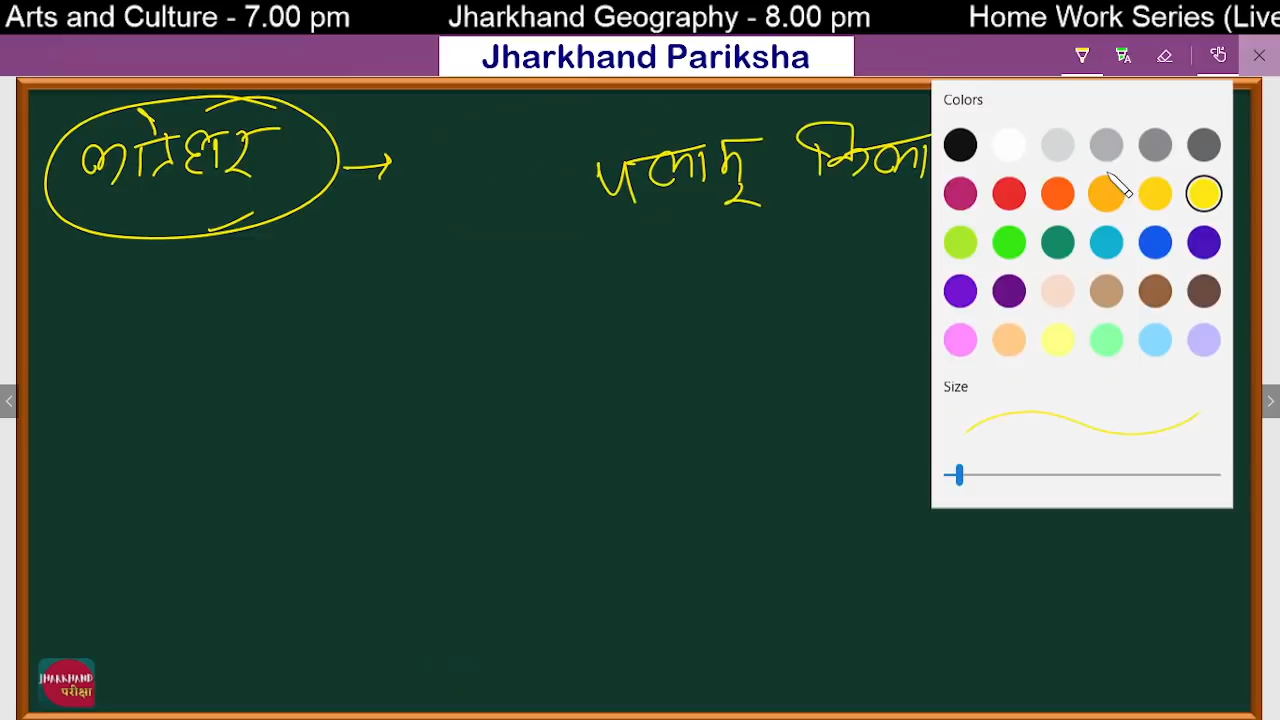 Arts and Culture - 7.00 pm Jharkhand Geography - 8.00 pm Home Work Series (Live
Jharkhand Pariksha
Colors
लातेहार → पलामू किला
Size
JHARKHAND
परीक्षा